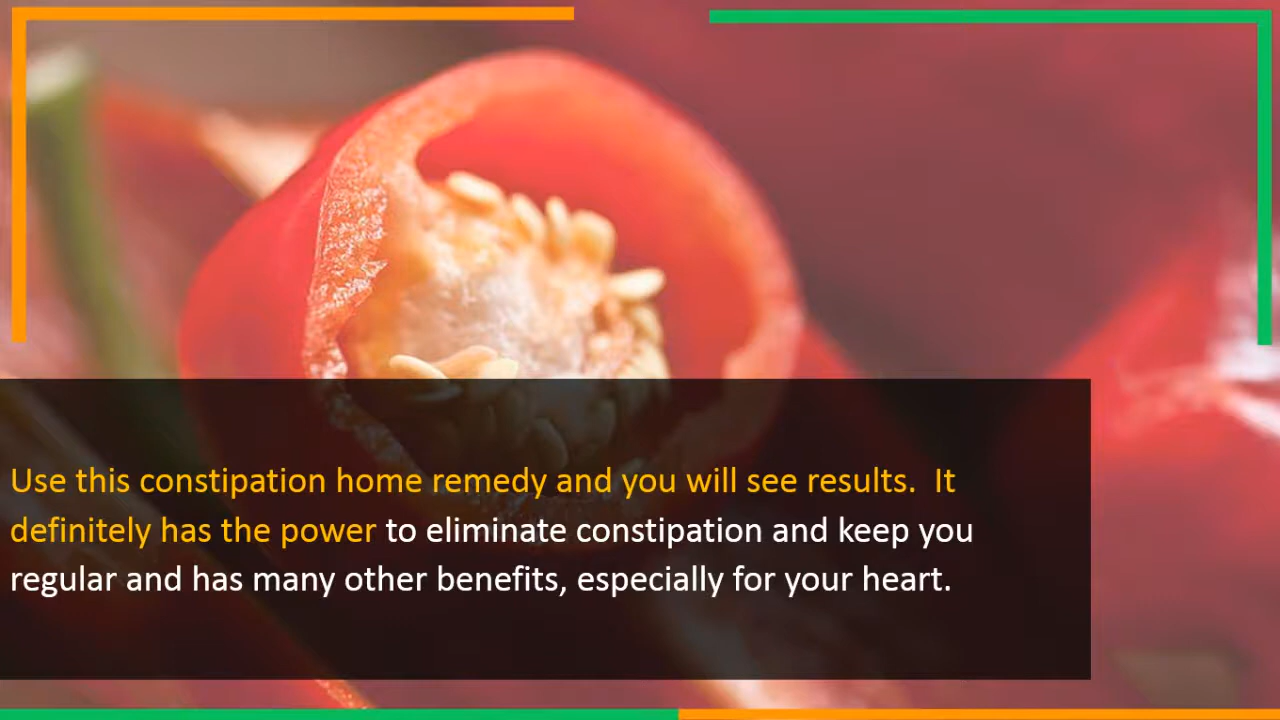 Use this constipation home remedy and you will see results.  It
definitely has the power to eliminate constipation and keep you
regular and has many other benefits, especially for your heart.